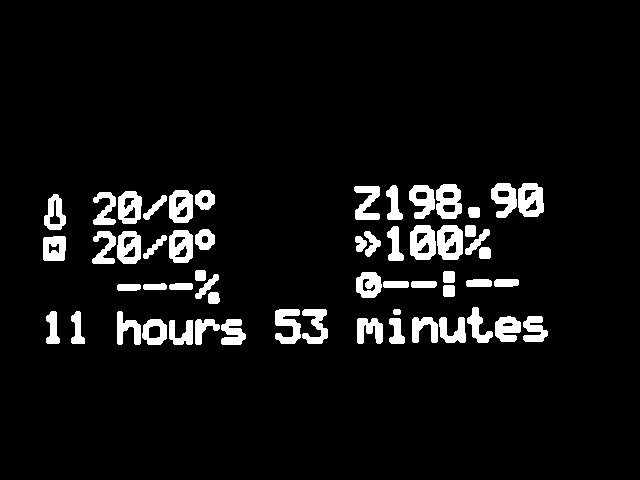 20/0° Z198.90
20/0° »100%
---% --:--
11 hours 53 minutes